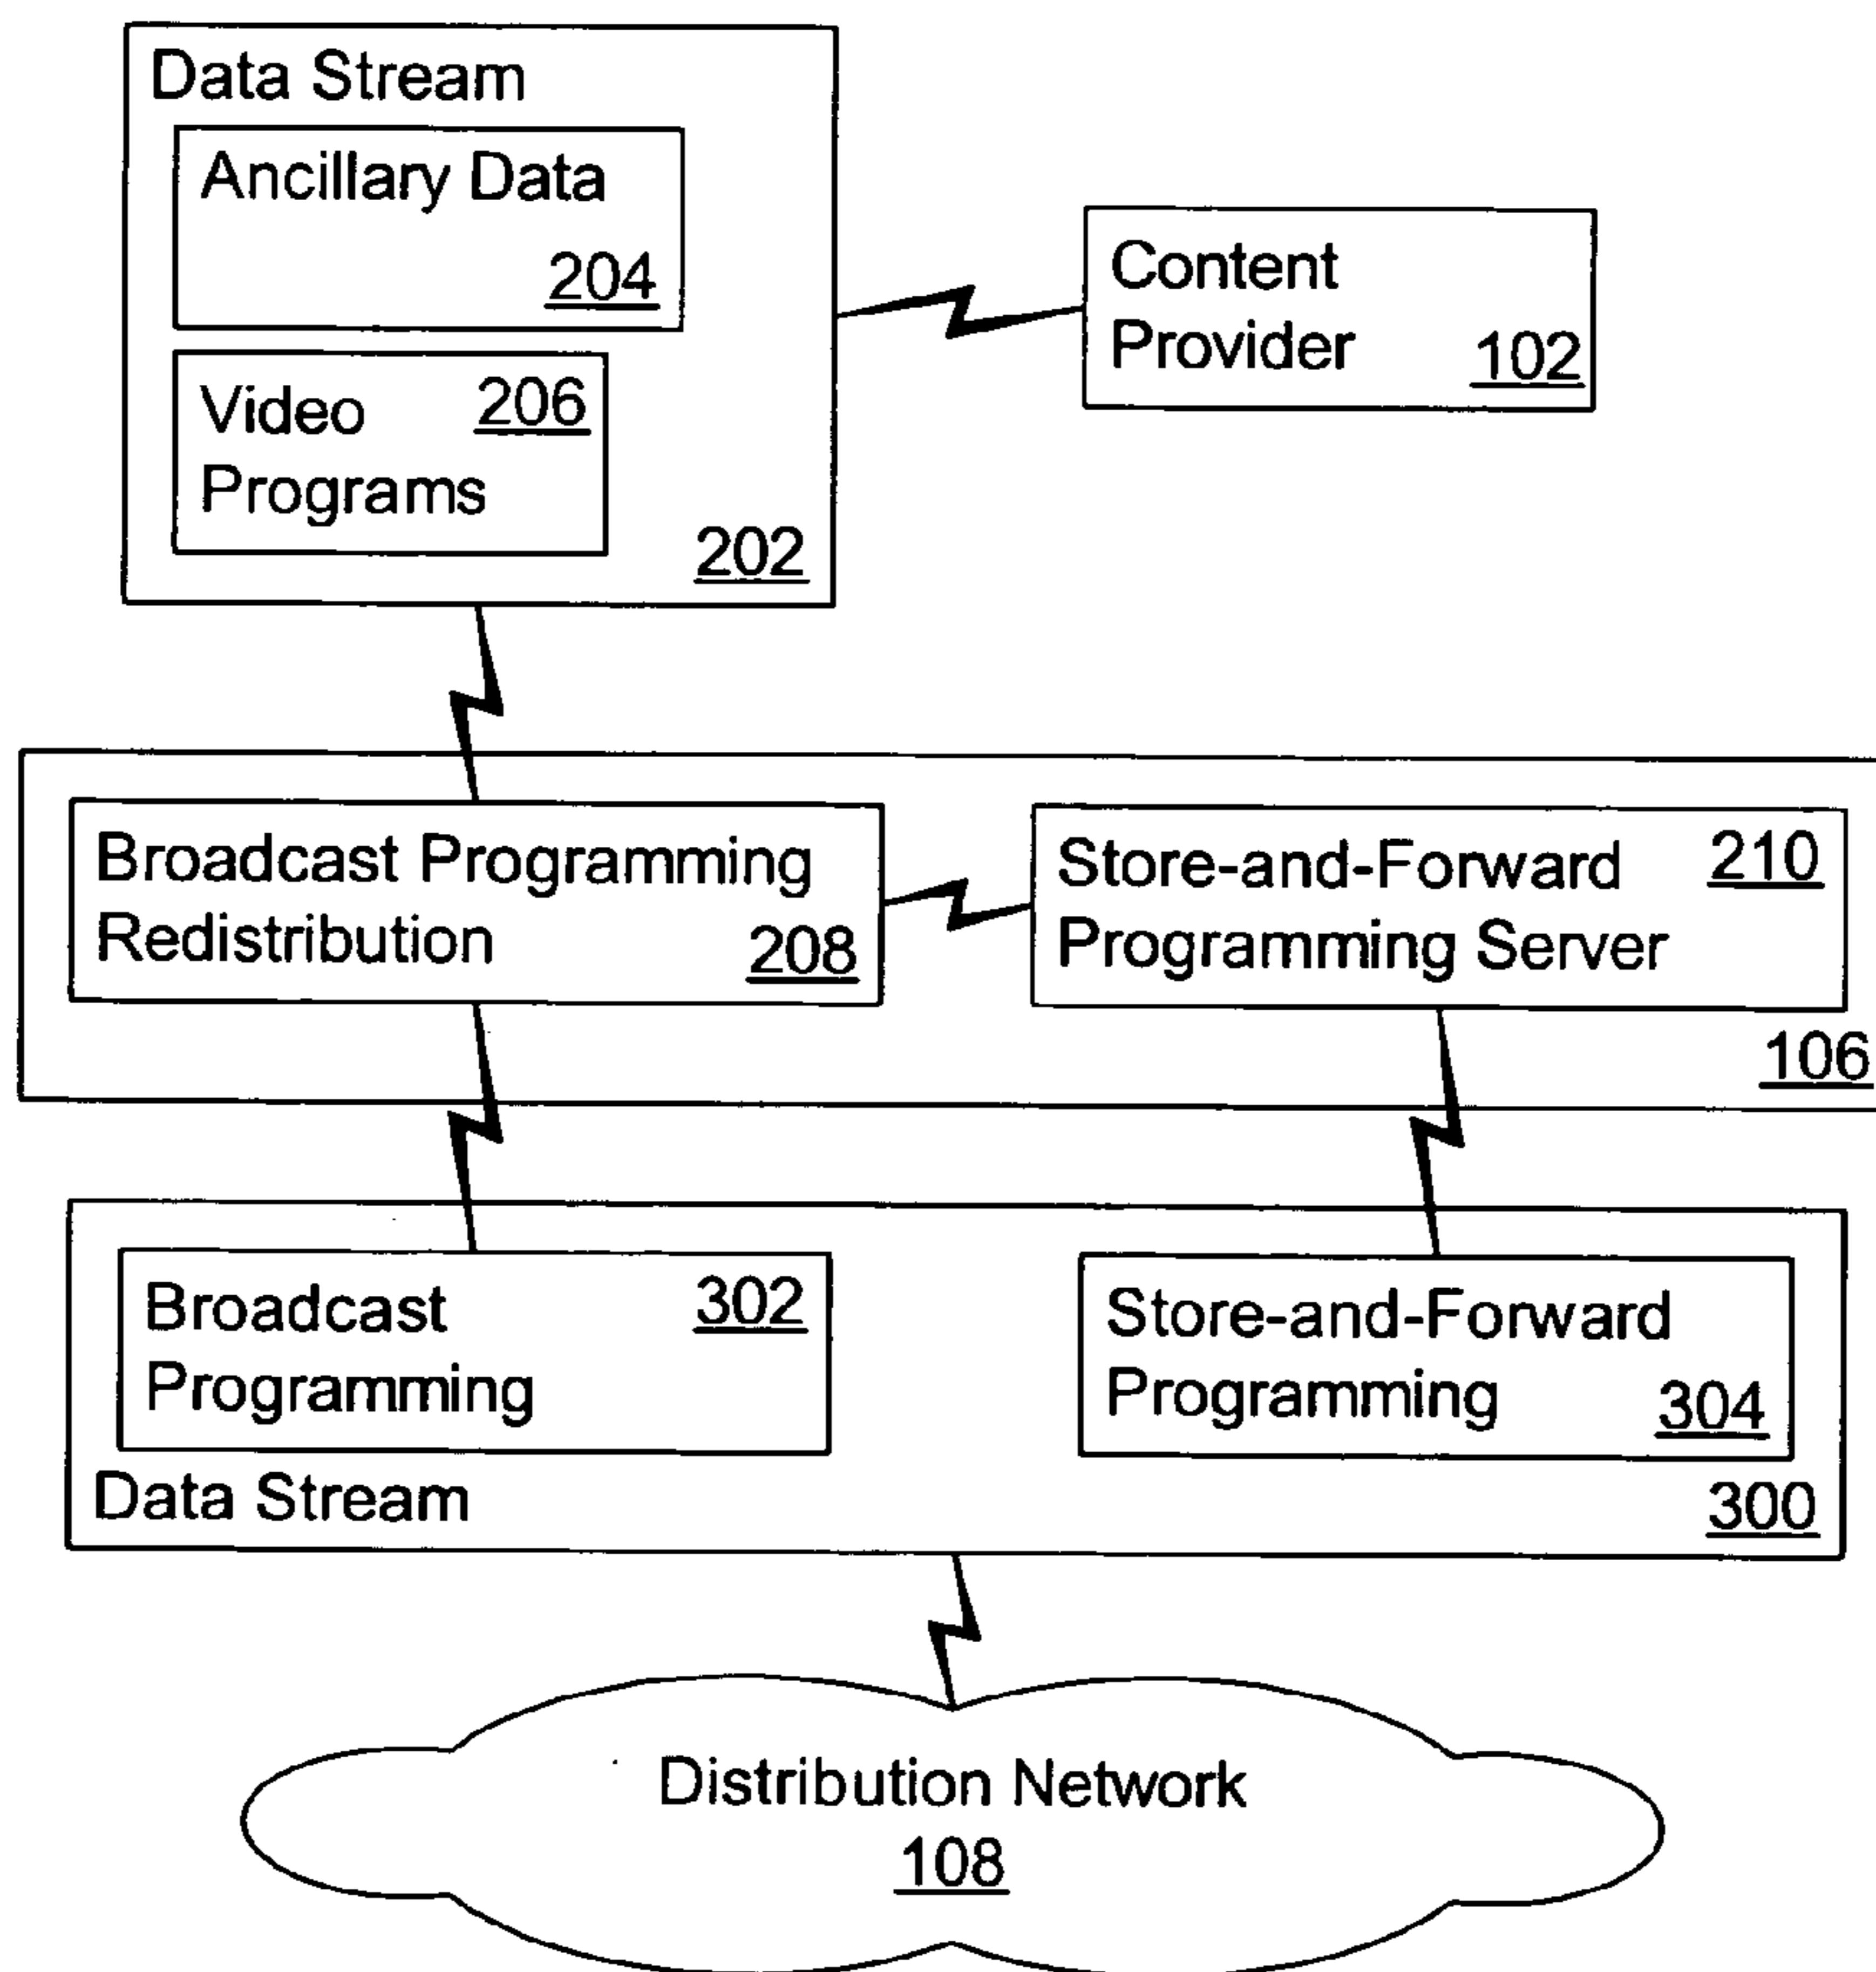 Data Stream
Ancillary Data
204
Video
Programs
206
202
Content
Provider
102
Broadcast Programming
Redistribution
208
Store-and-Forward
Programming Server
210
106
Broadcast
Programming
302
Store-and-Forward
Programming
304
Data Stream
300
Distribution Network
108